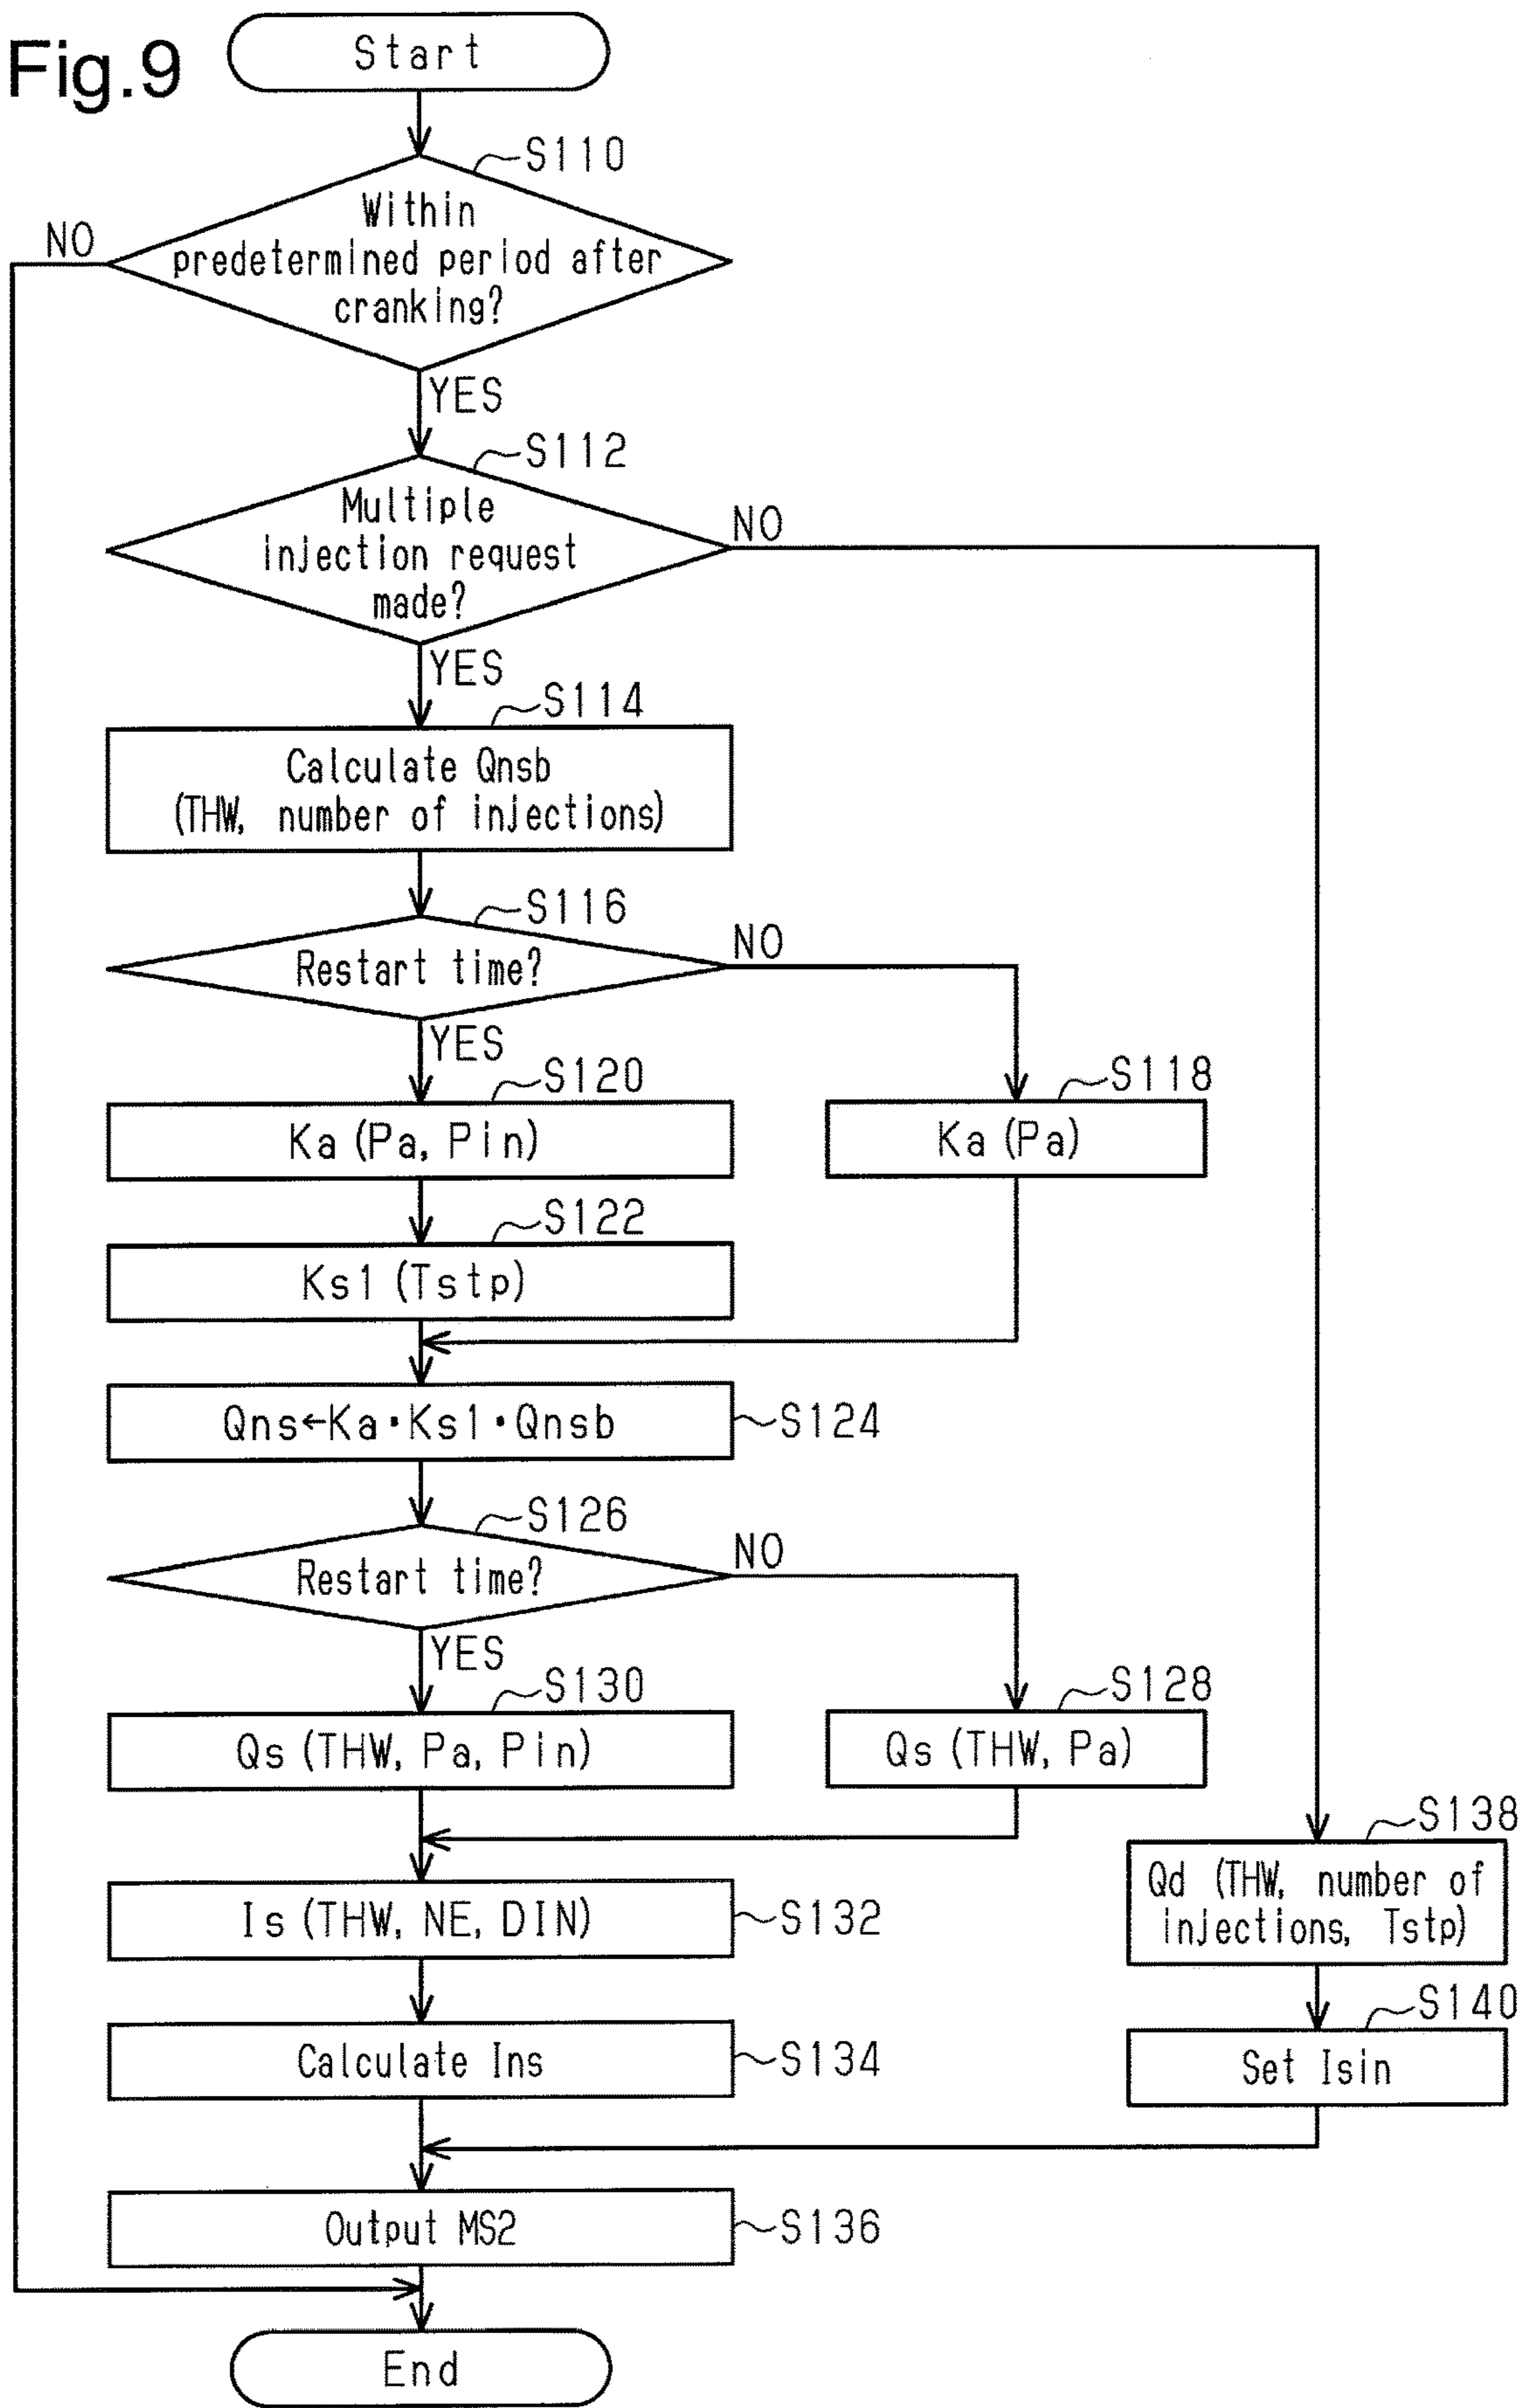 Fig.9
Start
S110
Within
predetermined period after
cranking?
NO
YES
S112
Multiple
injection request
made?
NO
YES
S114
Calculate Qnsb
(THW, number of injections)
S116
Restart time?
NO
YES
S120
Ka (Pa, Pin)
S118
Ka (Pa)
S122
Ks1 (Tstp)
Qns←Ka・Ks1・Qnsb
S124
S126
Restart time?
NO
YES
S130
Qs (THW, Pa, Pin)
S128
Qs (THW, Pa)
S138
Qd (THW, number of
injections, Tstp)
Is (THW, NE, DIN)
S132
S140
Set Isin
Calculate Ins
S134
Output MS2
S136
End